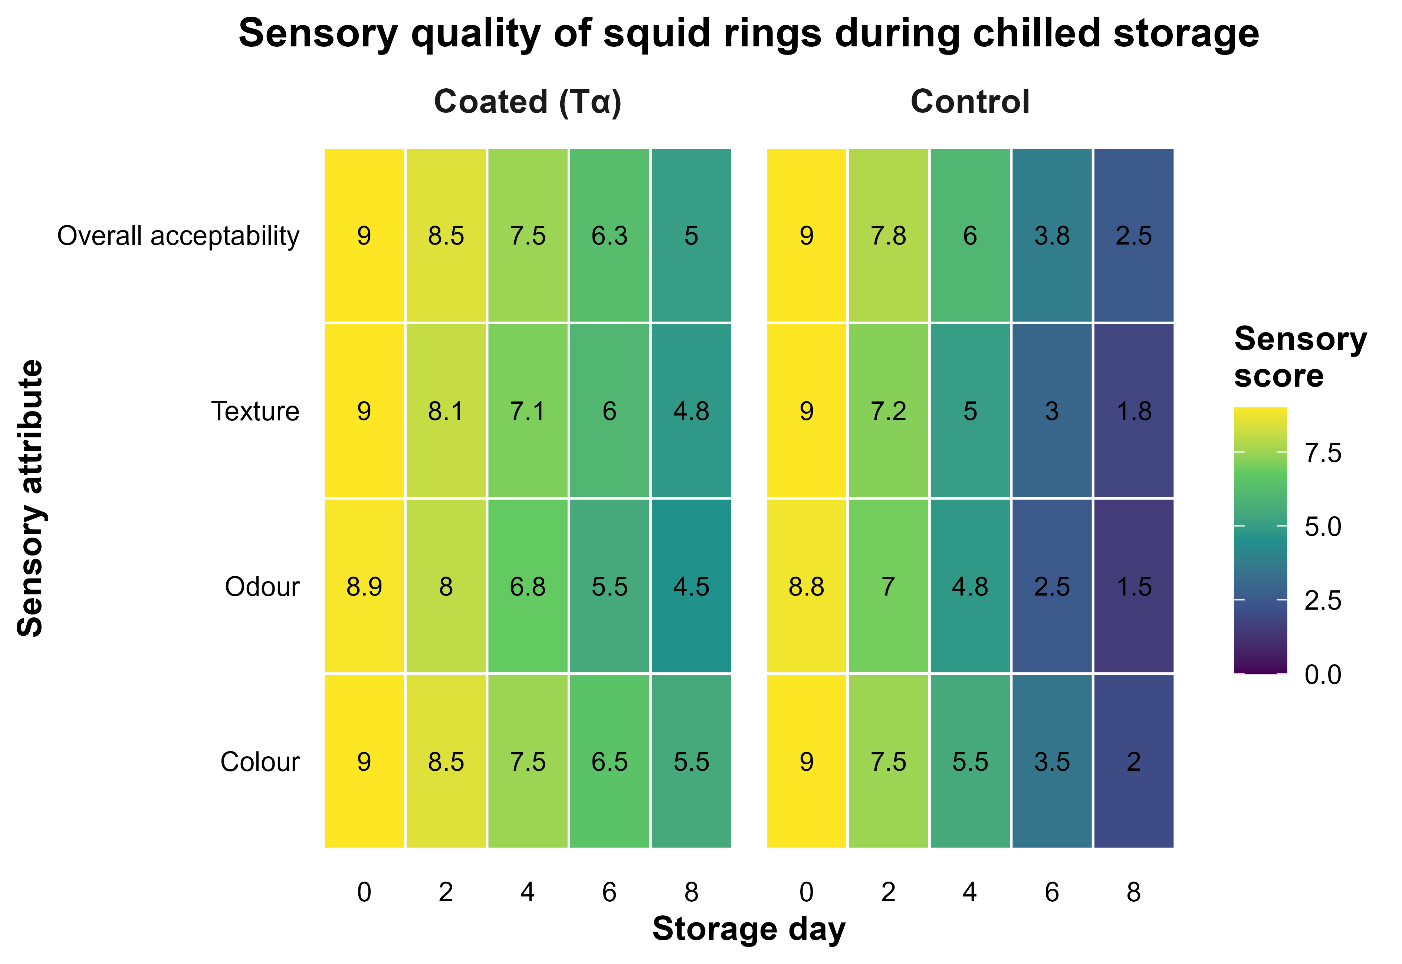 Sensory quality of squid rings during chilled storage
Coated (Tα) Control
Overall acceptability 9 8.5 7.5 6.3 5 9 7.8 6 3.8 2.5
Texture 9 8.1 7.1 6 4.8 9 7.2 5 3 1.8
Odour 8.9 8 6.8 5.5 4.5 8.8 7 4.8 2.5 1.5
Colour 9 8.5 7.5 6.5 5.5 9 7.5 5.5 3.5 2
0 2 4 6 8 0 2 4 6 8
Storage day
Sensory attribute
Sensory
score
7.5
5.0
2.5
0.0